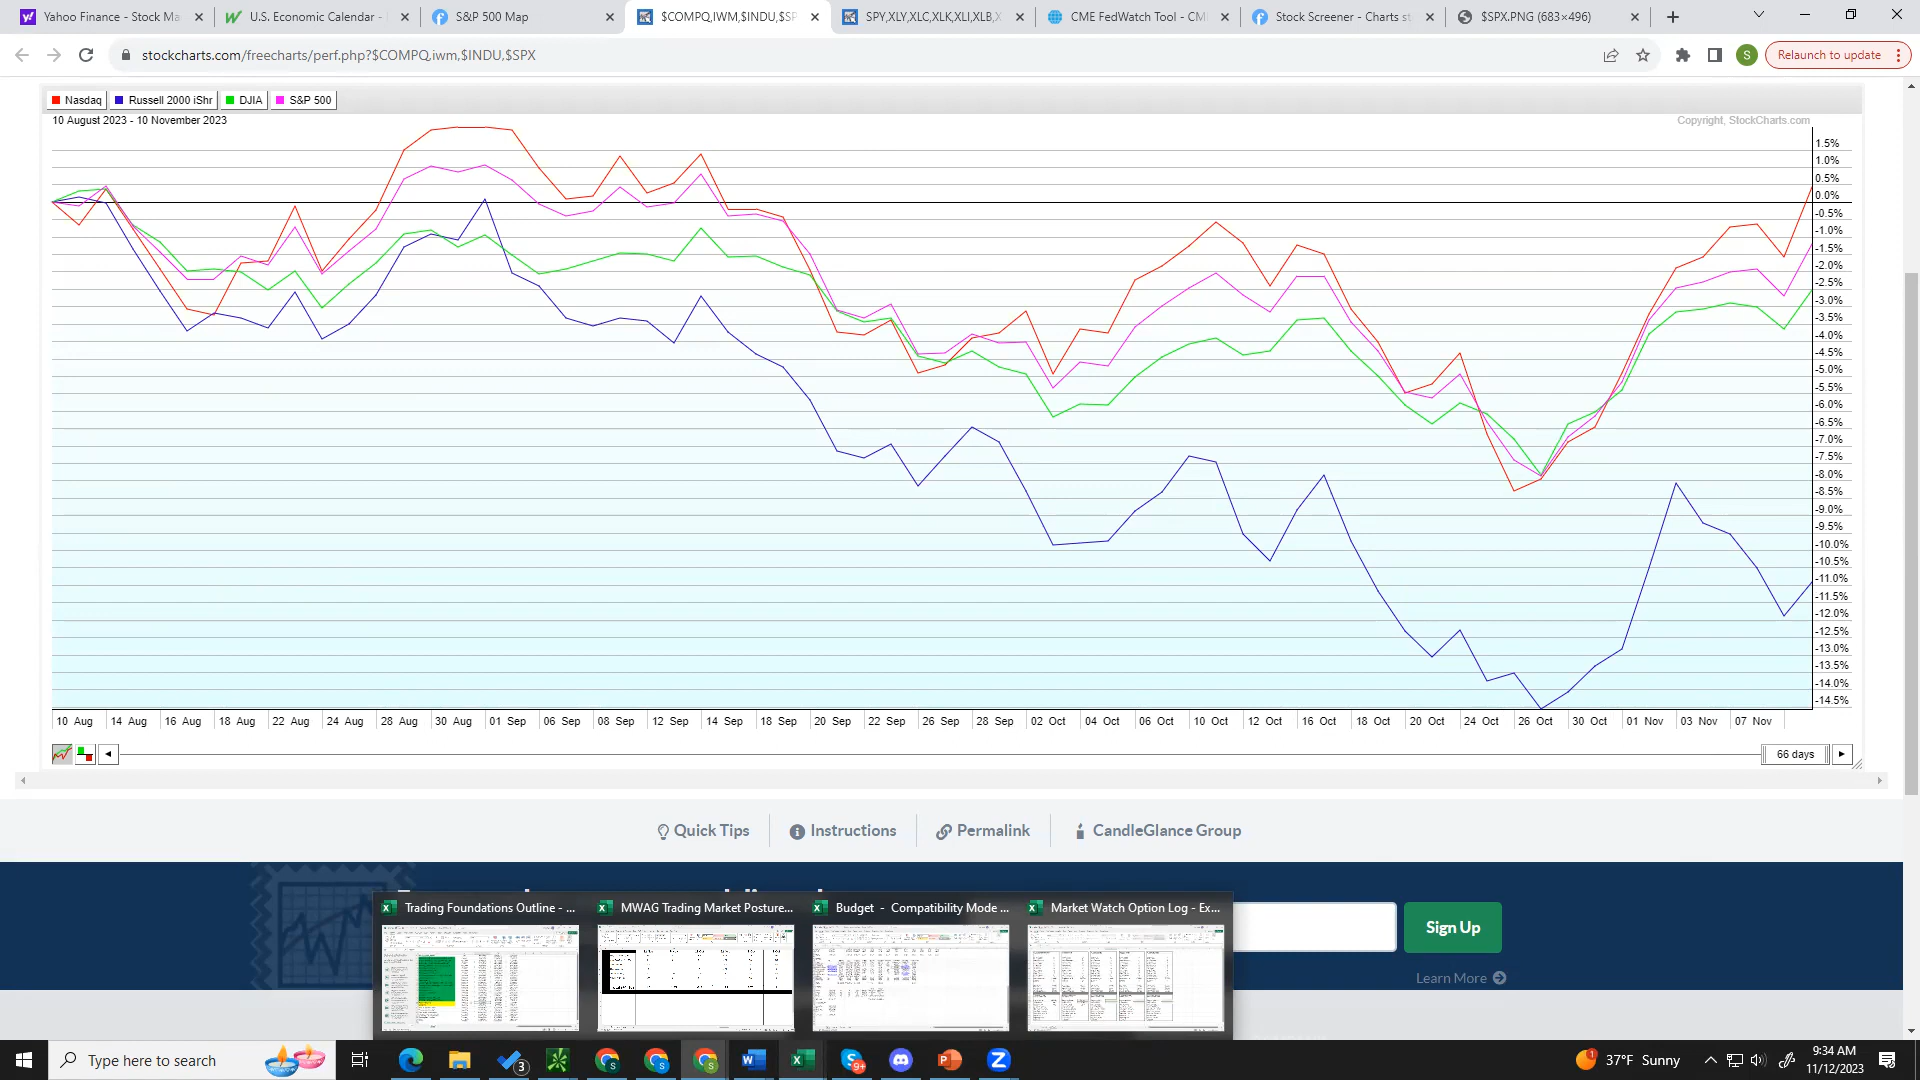 Yahoo Finance - Stock Ma
U.S. Economic Calendar -
S&P 500 Map
$COMPQ,IWM,$INDU,$SP
SPY,XLY,XLC,XLK,XLI,XLB,X
CME FedWatch Tool - CM
Stock Screener - Charts st
$SPX.PNG (683×496)
stockcharts.com/freecharts/perf.php?$COMPQ,iwm,$INDU,$SPX
S
Relaunch to update
Nasdaq
Russell 2000 iShr
DJIA
S&P 500
10 August 2023 - 10 November 2023
Copyright, StockCharts.com
1.5%
1.0%
0.5%
0.0%
-0.5%
-1.0%
-1.5%
-2.0%
-2.5%
-3.0%
-3.5%
-4.0%
-4.5%
-5.0%
-5.5%
-6.0%
-6.5%
-7.0%
-7.5%
-8.0%
-8.5%
-9.0%
-9.5%
-10.0%
-10.5%
-11.0%
-11.5%
-12.0%
-12.5%
-13.0%
-13.5%
-14.0%
-14.5%
10 Aug 14 Aug 16 Aug 18 Aug 22 Aug 24 Aug 28 Aug 30 Aug 01 Sep 06 Sep 08 Sep 12 Sep 14 Sep 18 Sep 20 Sep 22 Sep 26 Sep 28 Sep 02 Oct 04 Oct 06 Oct 10 Oct 12 Oct 16 Oct 18 Oct 20 Oct 24 Oct 26 Oct 30 Oct 01 Nov 03 Nov 07 Nov
66 days
Quick Tips
Instructions
Permalink
CandleGlance Group
Sign Up
Learn More
Trading Foundations Outline - ...
MWAG Trading Market Posture...
Budget - Compatibility Mode ...
Market Watch Option Log - Ex...
Type here to search
3
9+
1
37°F Sunny
9:34 AM
11/12/2023